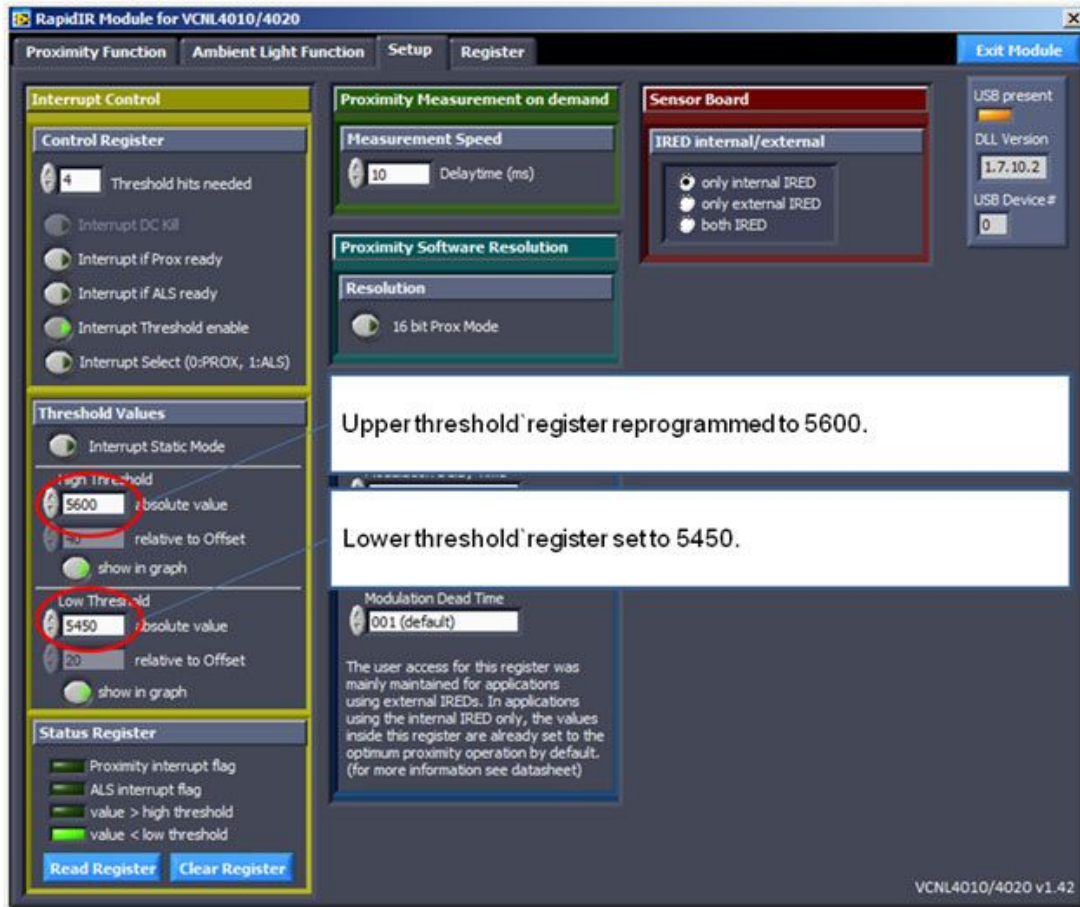 RapidIR Module for VCNL4010/4020
Proximity Function
Ambient Light Function
Setup
Register
Exit Module
Interrupt Control
Control Register
4
Threshold hits needed
Interrupt DC Kill
Interrupt if Prox ready
Interrupt if ALS ready
Interrupt Threshold enable
Interrupt Select (0:PROX, 1:ALS)
Threshold Values
Interrupt Static Mode
High Threshold
5600
absolute value
40
relative to Offset
show in graph
Low Threshold
5450
absolute value
20
relative to Offset
show in graph
Status Register
Proximity interrupt flag
ALS interrupt flag
value > high threshold
value < low threshold
Read Register
Clear Register
Proximity Measurement on demand
Measurement Speed
10
Delaytime (ms)
Proximity Software Resolution
Resolution
16 bit Prox Mode
Upper threshold`register reprogrammed to 5600.
Lower threshold`register set to 5450.
Modulation Dead Time
001 (default)
The user access for this register was
mainly maintained for applications
using external IREDs. In applications
using the internal IRED only, the values
inside this register are already set to the
optimum proximity operation by default.
(for more information see datasheet)
Sensor Board
IRED internal/external
only internal IRED
only external IRED
both IRED
USB present
DLL Version
1.7.10.2
USB Device#
0
VCNL4010/4020 v1.42